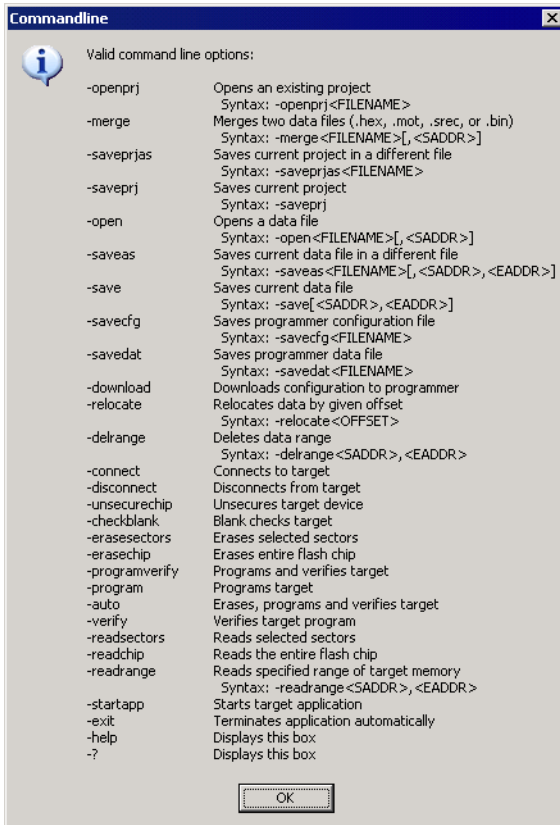 Commandline
Valid command line options:
-openprj Opens an existing project
Syntax: -openprj<FILENAME>
-merge Merges two data files (.hex, .mot, .srec, or .bin)
Syntax: -merge<FILENAME>[,<SADDR>]
-saveprjas Saves current project in a different file
Syntax: -saveprjas<FILENAME>
-saveprj Saves current project
Syntax: -saveprj
-open Opens a data file
Syntax: -open<FILENAME>[,<SADDR>]
-saveas Saves current data file in a different file
Syntax: -saveas<FILENAME>[,<SADDR>,<EADDR>]
-save Saves current data file
Syntax: -save[<SADDR>,<EADDR>]
-savecfg Saves programmer configuration file
Syntax: -savecfg<FILENAME>
-savedat Saves programmer data file
Syntax: -savedat<FILENAME>
-download Downloads configuration to programmer
-relocate Relocates data by given offset
Syntax: -relocate<OFFSET>
-delrange Deletes data range
Syntax: -delrange<SADDR>,<EADDR>
-connect Connects to target
-disconnect Disconnects from target
-unsecurechip Unsecures target device
-checkblank Blank checks target
-erasesectors Erases selected sectors
-erasechip Erases entire flash chip
-programverify Programs and verifies target
-program Programs target
-auto Erases, programs and verifies target
-verify Verifies target program
-readsectors Reads selected sectors
-readchip Reads the entire flash chip
-readrange Reads specified range of target memory
Syntax: -readrange<SADDR>,<EADDR>
-startapp Starts target application
-exit Terminates application automatically
-help Displays this box
-? Displays this box
OK